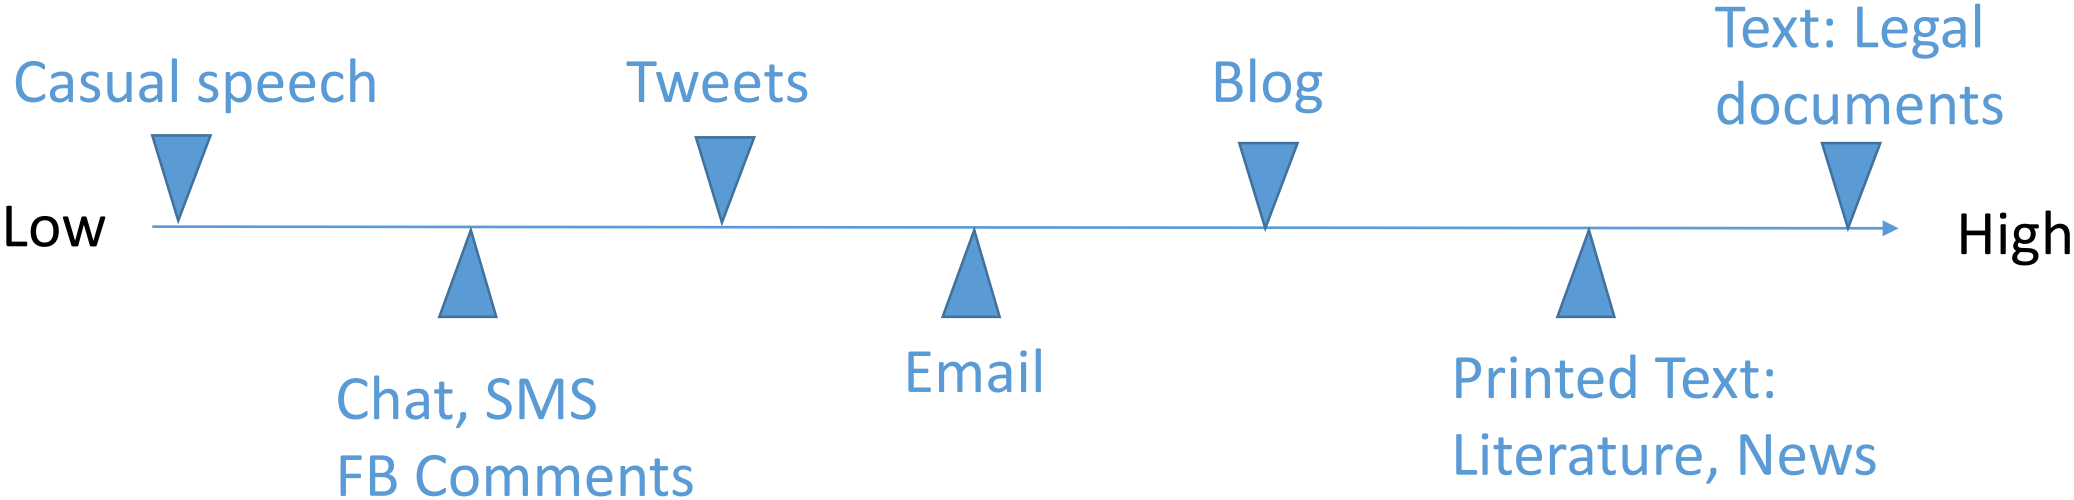 Casual speech
Tweets
Blog
Text: Legal
documents
Low
High
Chat, SMS
FB Comments
Email
Printed Text:
Literature, News